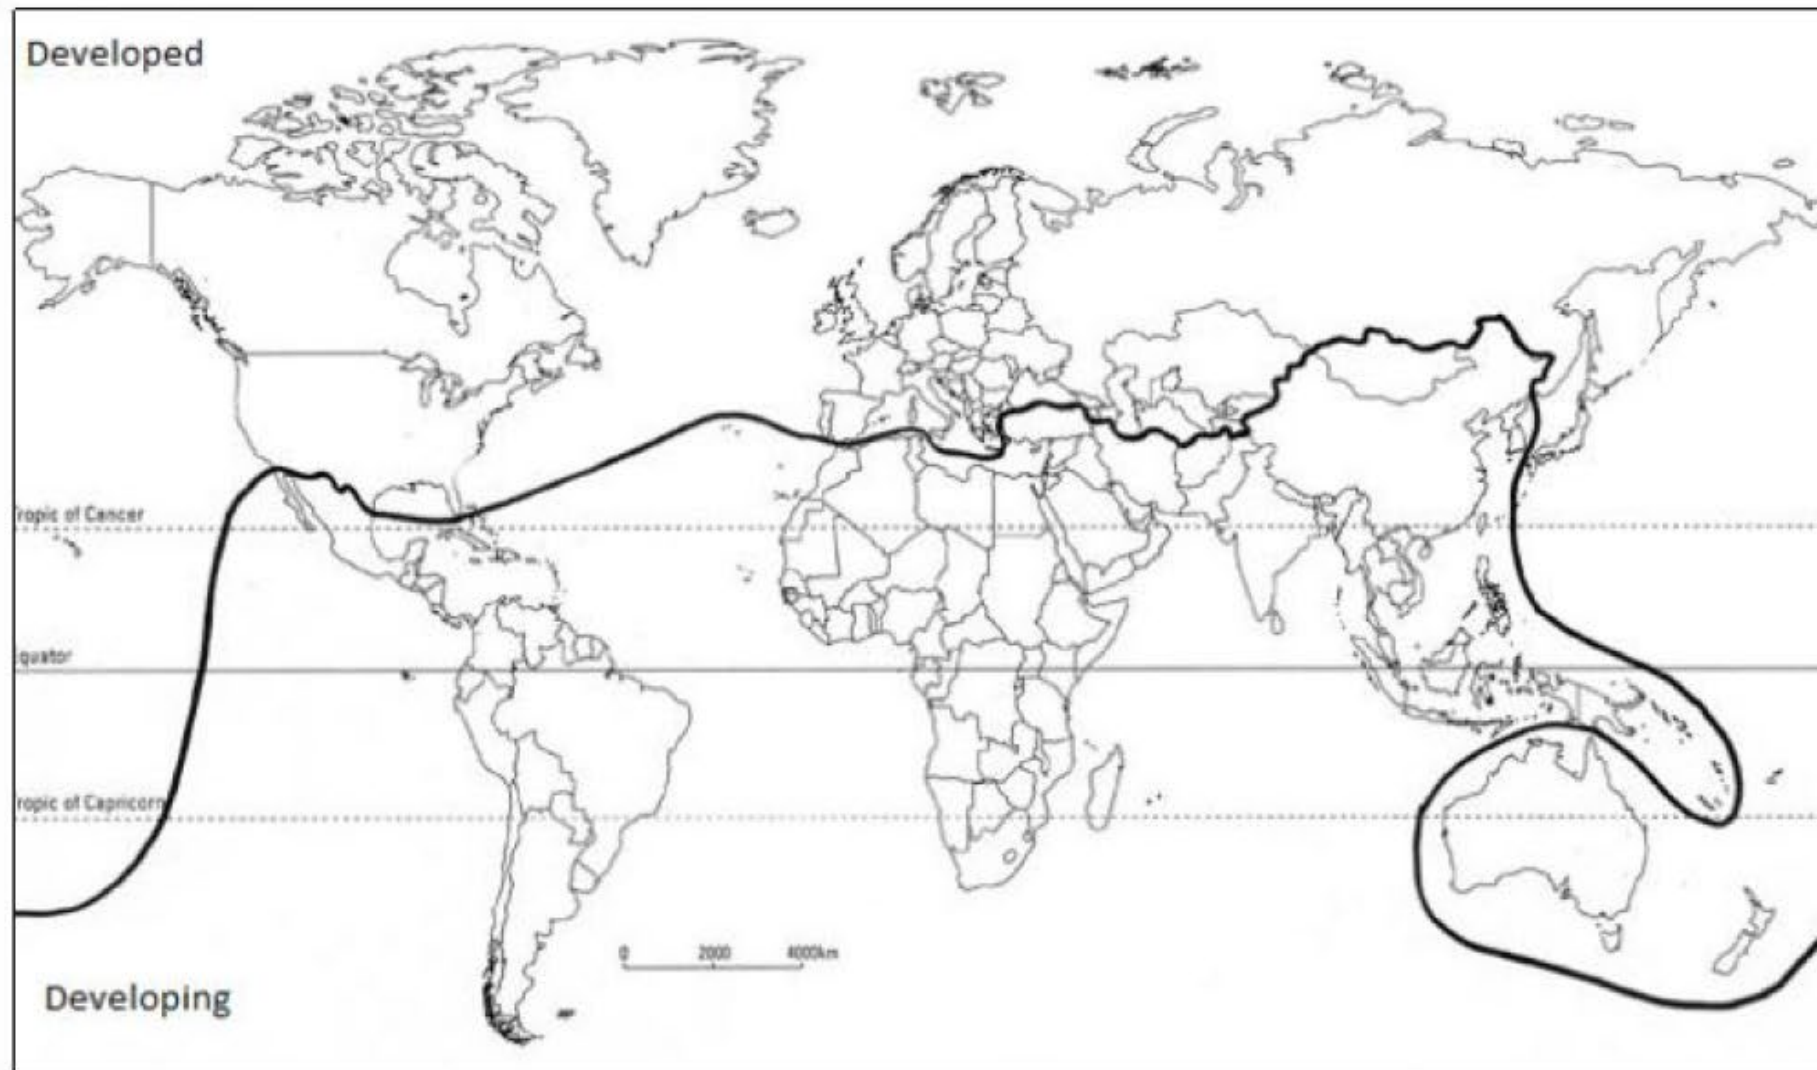 Developed
ropic of Cancer
quator
ropic of Capricorn
0 2000 4000km
Developing